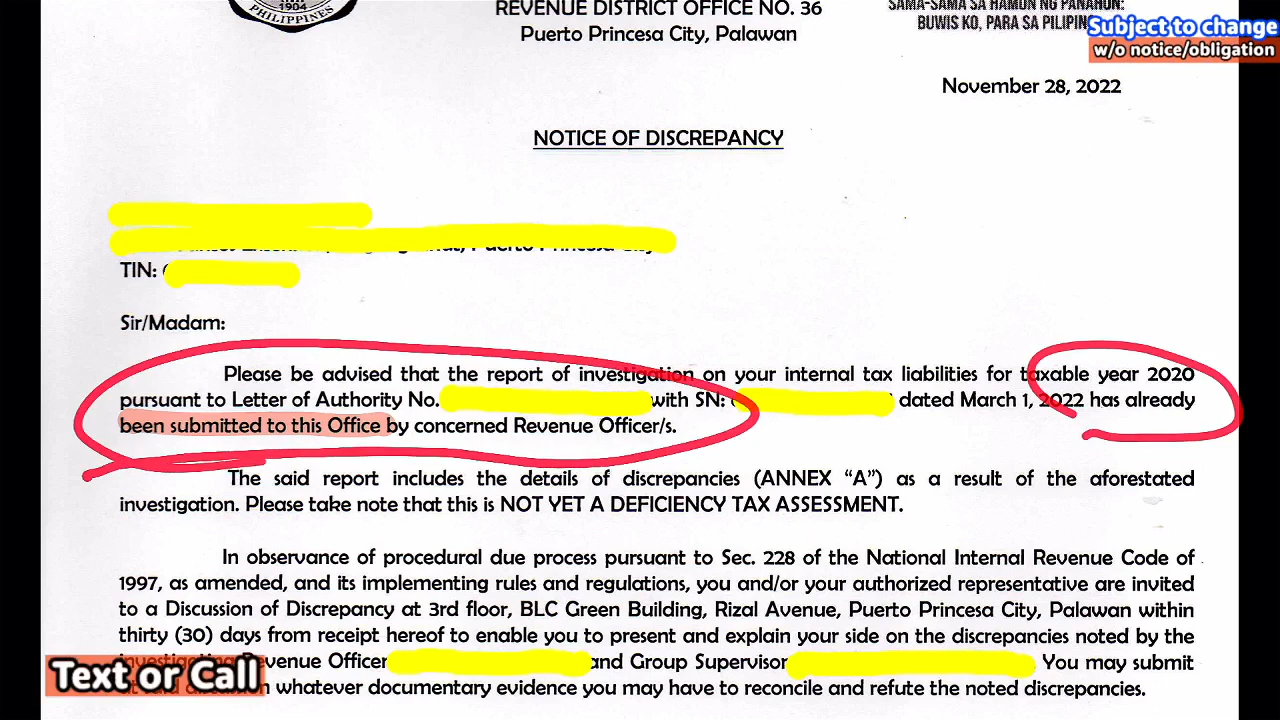 1904
PHILIPPINES
REVENUE DISTRICT OFFICE NO. 36
Puerto Princesa City, Palawan
SAMA-SAMA SA HAMON NG PANAHON:
BUWIS KO, PARA SA PILIPIN
Subject to change
w/o notice/obligation
November 28, 2022
NOTICE OF DISCREPANCY
TIN:
Sir/Madam:
Please be advised that the report of investigation on your internal tax liabilities for taxable year 2020
pursuant to Letter of Authority No. with SN: dated March 1, 2022 has already
been submitted to this Office by concerned Revenue Officer/s.
The said report includes the details of discrepancies (ANNEX “A”) as a result of the aforestated
investigation. Please take note that this is NOT YET A DEFICIENCY TAX ASSESSMENT.
In observance of procedural due process pursuant to Sec. 228 of the National Internal Revenue Code of
1997, as amended, and its implementing rules and regulations, you and/or your authorized representative are invited
to a Discussion of Discrepancy at 3rd floor, BLC Green Building, Rizal Avenue, Puerto Princesa City, Palawan within
thirty (30) days from receipt hereof to enable you to present and explain your side on the discrepancies noted by the
Revenue Officer and Group Supervisor You may submit
whatever documentary evidence you may have to reconcile and refute the noted discrepancies.
Text or Call